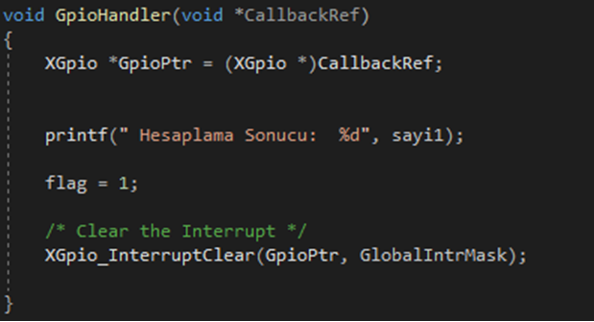 void GpioHandler(void *CallbackRef)
{
XGpio *GpioPtr = (XGpio *)CallbackRef;
printf(" Hesaplama Sonucu:  %d", sayi1);
flag = 1;
/* Clear the Interrupt */
XGpio_InterruptClear(GpioPtr, GlobalIntrMask);
}